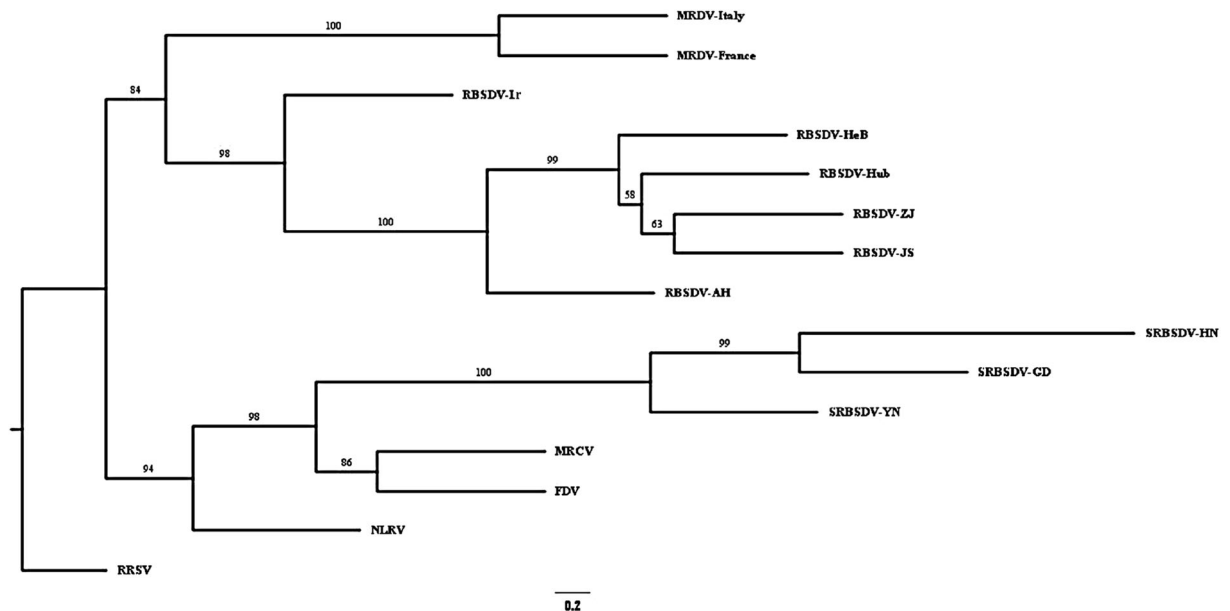 MRDV-Italy
100
MRDV-France
84
RBSDV-Ir
98
RBSDV-HeB
99
RBSDV-Hub
58
RBSDV-ZJ
63
100
RBSDV-JS
RBSDV-AH
SRBSDV-HN
99
SRBSDV-GD
100
SRBSDV-YN
98
MRCV
86
94
FDV
NLRV
RRSV
0.2